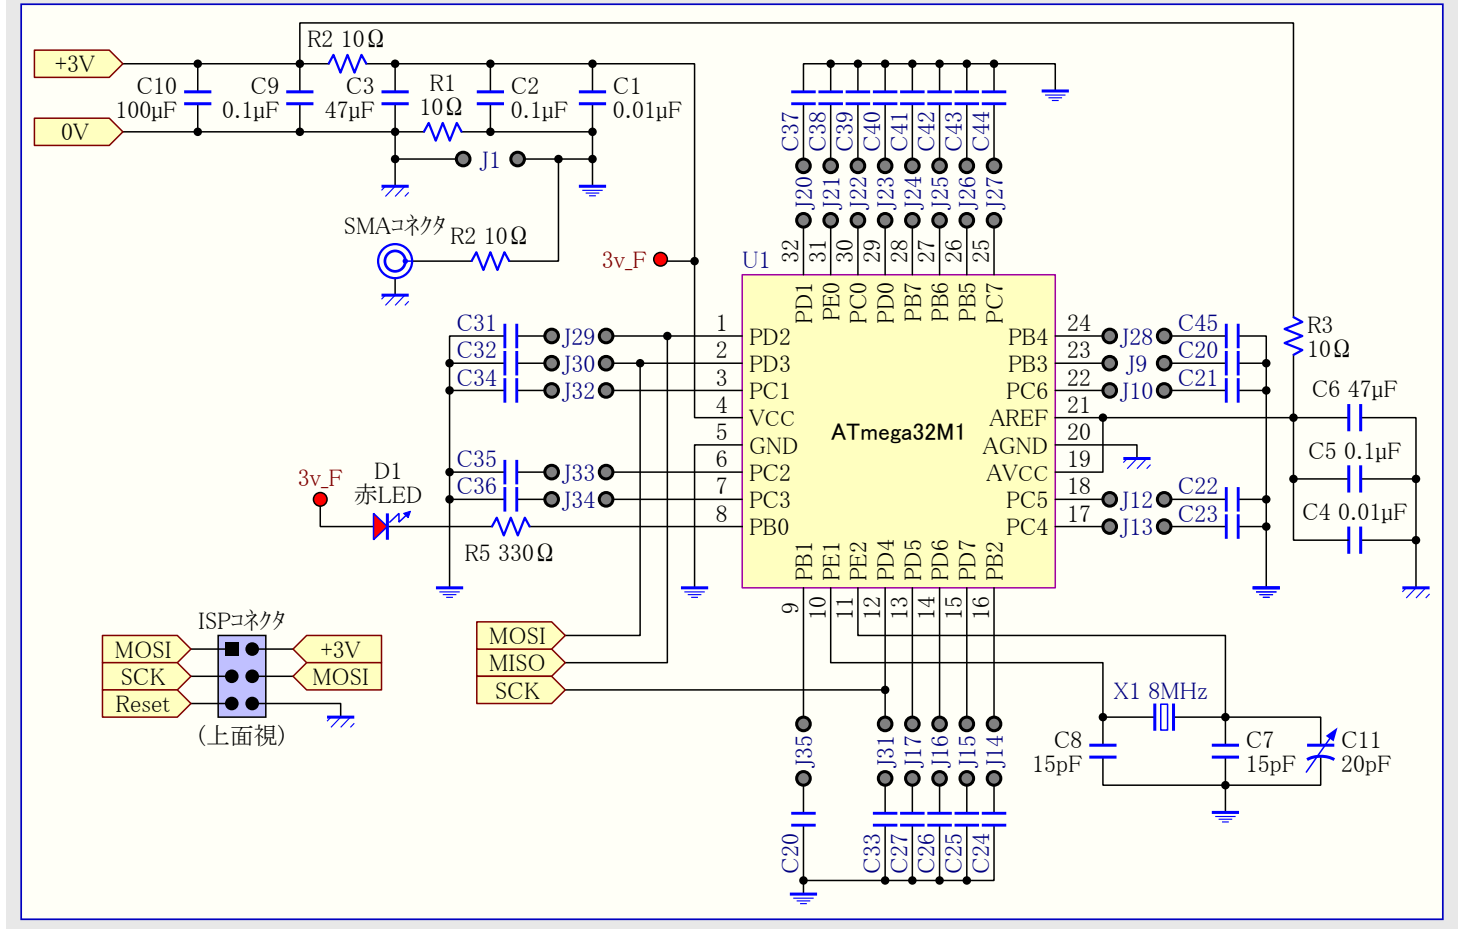 R2 10Ω
+3V
C10
100µF
C9
0.1µF
C3
47µF
R1
10Ω
C2
0.1µF
C1
0.01µF
0V
J1
SMAコネクタ
R2 10Ω
3v_F
C37
C38
C39
C40
C41
C42
C43
C44
J20
J21
J22
J23
J24
J25
J26
J27
32
31
30
29
28
27
26
25
U1
PD1
PE0
PC0
PD0
PB7
PB6
PB5
PC7
C31
J29
1
PD2
C32
J30
2
PD3
C34
J32
3
PC1
4
VCC
5
GND
C35
J33
6
PC2
C36
J34
7
PC3
8
PB0
ATmega32M1
PB4
24
J28
C45
PB3
23
J9
C20
PC6
22
J10
C21
AREF
21
AGND
20
AVCC
19
PC5
18
J12
C22
PC4
17
J13
C23
R3
10Ω
C6 47µF
C5 0.1µF
C4 0.01µF
3v_F
D1
赤LED
R5 330Ω
PB1
PE1
PE2
PD4
PD5
PD6
PD7
PB2
9
10
11
12
13
14
15
16
ISPコネクタ
MOSI
+3V
SCK
MOSI
Reset
(上面視)
MOSI
MISO
SCK
X1 8MHz
C8
15pF
C7
15pF
C11
20pF
J35
J31
J17
J16
J15
J14
C20
C33
C27
C26
C25
C24